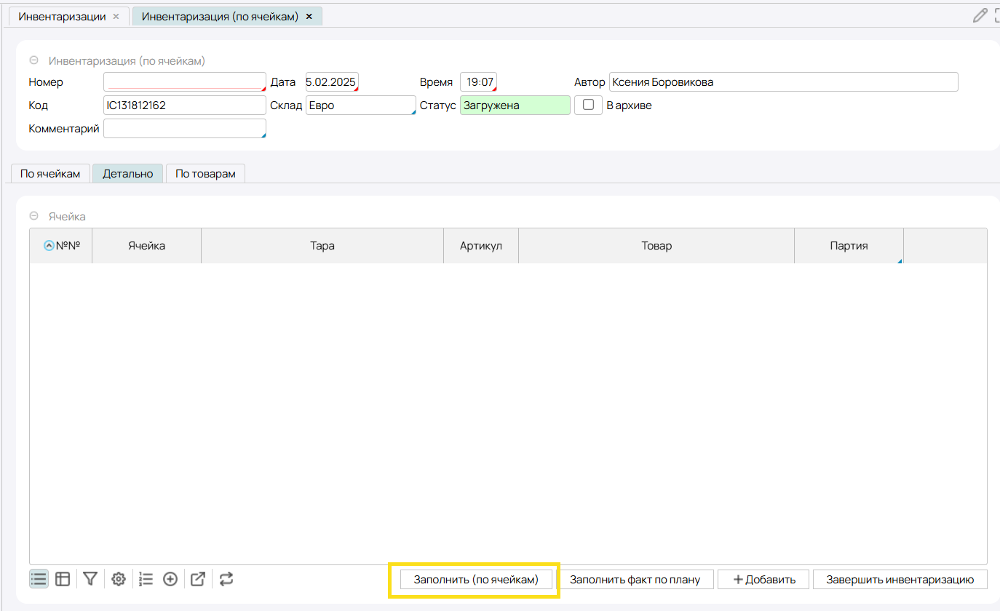 Инвентаризации × Инвентаризация (по ячейкам) ×
Инвентаризация (по ячейкам)
Номер Дата 5.02.2025 Время 19:07 Автор Ксения Боровикова
Код IC131812162 Склад Евро Статус Загружена В архиве
Комментарий
По ячейкам Детально По товарам
Ячейка
№№ Ячейка Тара Артикул Товар Партия
Заполнить (по ячейкам) Заполнить факт по плану +Добавить Завершить инвентаризацию